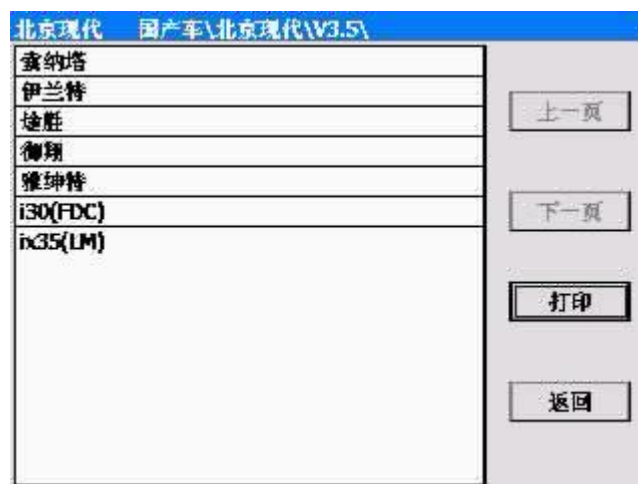 北京现代 国产车\北京现代\V3.5\
索纳塔
伊兰特
途胜
御翔
雅绅特
i30(FDC)
ix35(LM)
上一页
下一页
打印
返回